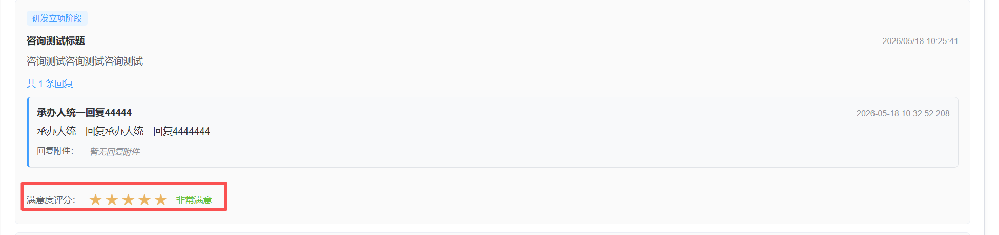 研发立项阶段
咨询测试标题
2026/05/18 10:25:41
咨询测试咨询测试咨询测试
共 1 条回复
承办人统一回复44444
2026-05-18 10:32:52.208
承办人统一回复承办人统一回复4444444
回复附件： 暂无回复附件
满意度评分： ★★★★★ 非常满意